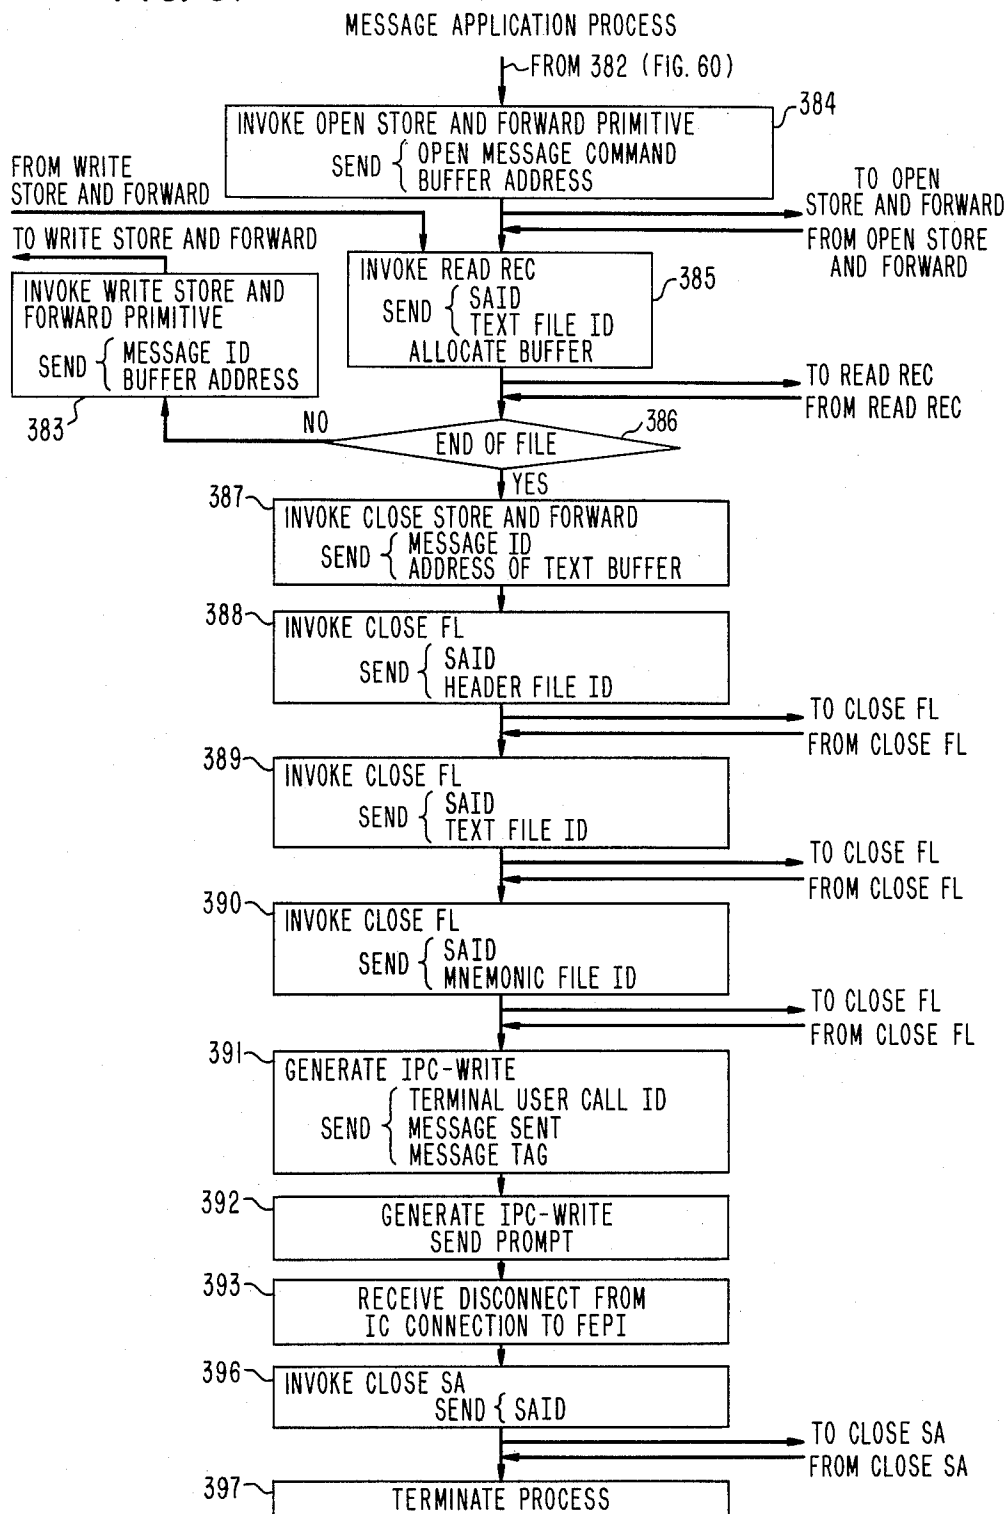 MESSAGE APPLICATION PROCESS
FROM 382 (FIG. 60)
384
INVOKE OPEN STORE AND FORWARD PRIMITIVE
SEND { OPEN MESSAGE COMMAND
BUFFER ADDRESS
FROM WRITE
STORE AND FORWARD
TO OPEN
STORE AND FORWARD
FROM OPEN STORE
AND FORWARD
TO WRITE STORE AND FORWARD
INVOKE WRITE STORE AND
FORWARD PRIMITIVE
SEND { MESSAGE ID
BUFFER ADDRESS
383
INVOKE READ REC
385
SEND { SAID
TEXT FILE ID
ALLOCATE BUFFER
TO READ REC
FROM READ REC
NO
386
END OF FILE
YES
387
INVOKE CLOSE STORE AND FORWARD
SEND { MESSAGE ID
ADDRESS OF TEXT BUFFER
388
INVOKE CLOSE FL
SEND { SAID
HEADER FILE ID
TO CLOSE FL
FROM CLOSE FL
389
INVOKE CLOSE FL
SEND { SAID
TEXT FILE ID
TO CLOSE FL
FROM CLOSE FL
390
INVOKE CLOSE FL
SEND { SAID
MNEMONIC FILE ID
TO CLOSE FL
FROM CLOSE FL
391
GENERATE IPC-WRITE
SEND { TERMINAL USER CALL ID
MESSAGE SENT
MESSAGE TAG
392
GENERATE IPC-WRITE
SEND PROMPT
393
RECEIVE DISCONNECT FROM
IC CONNECTION TO FEPI
396
INVOKE CLOSE SA
SEND { SAID
TO CLOSE SA
FROM CLOSE SA
397
TERMINATE PROCESS